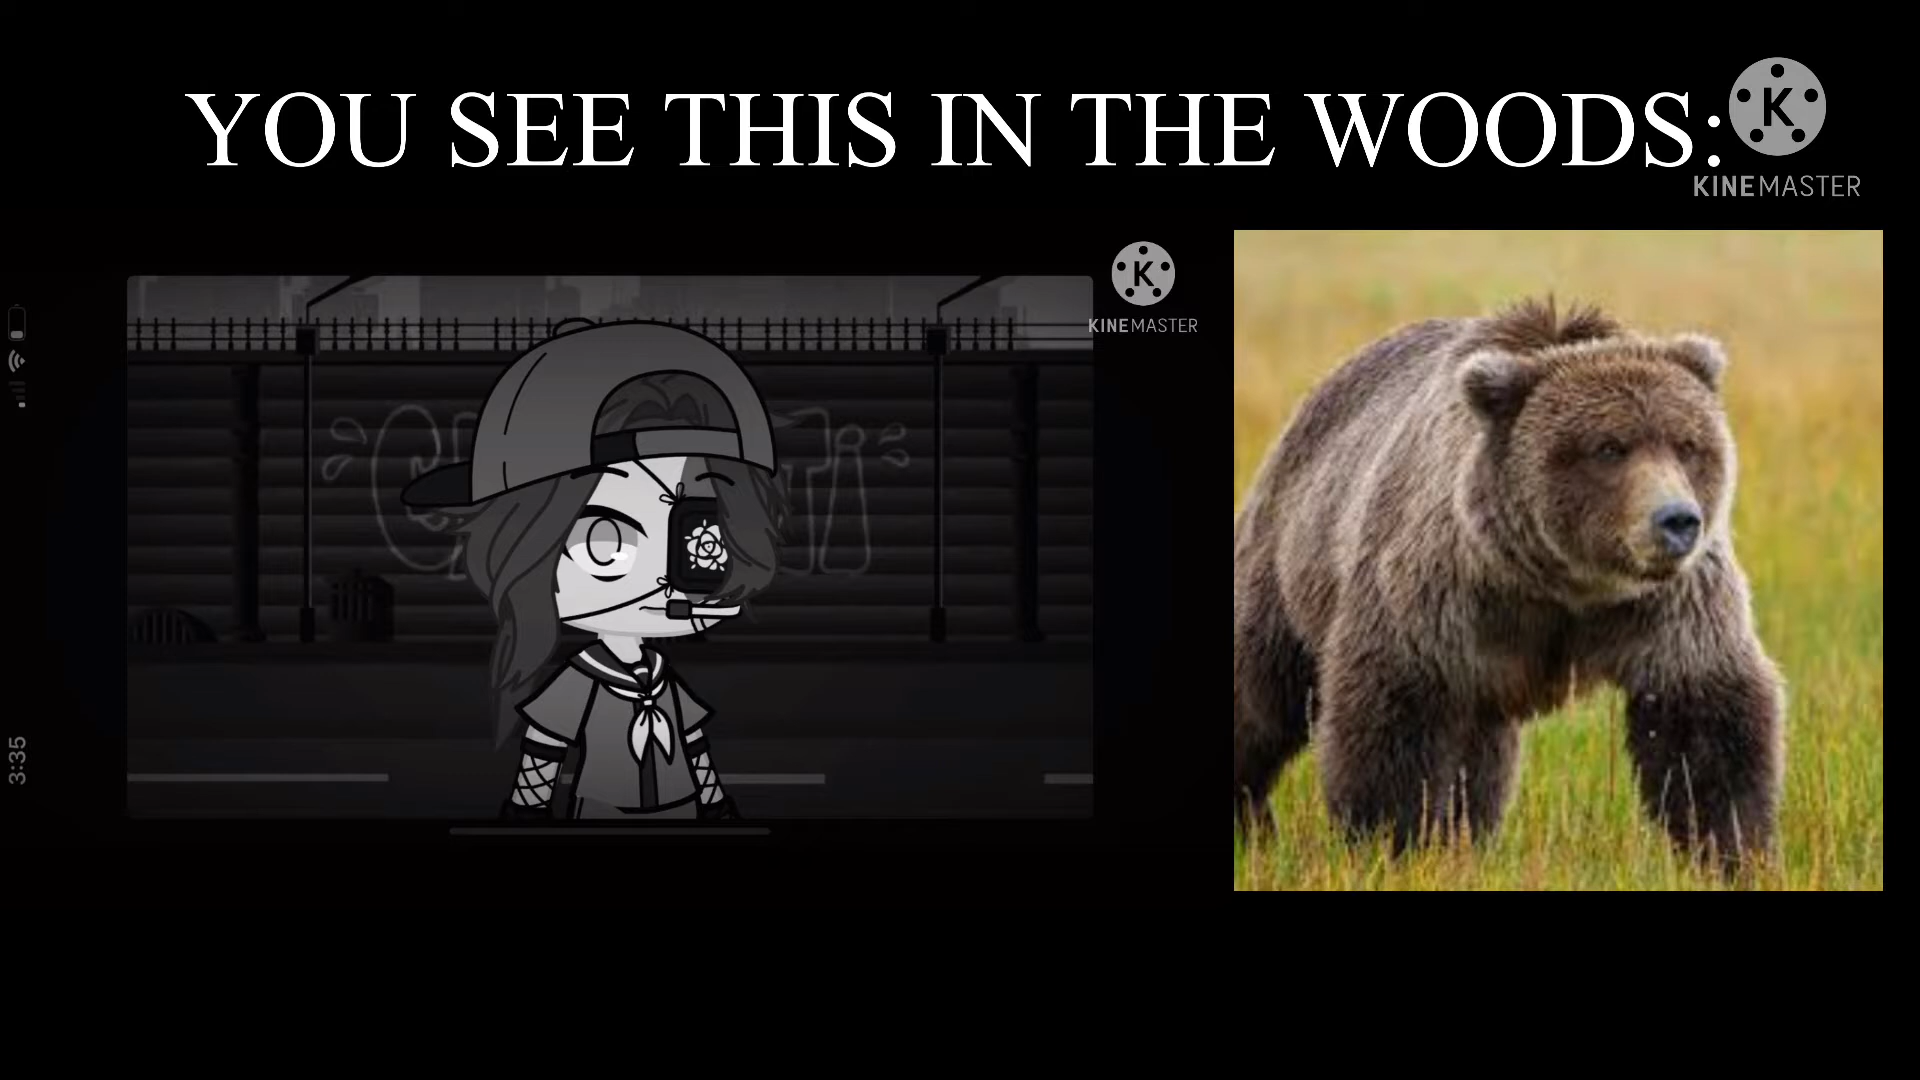 YOU SEE THIS IN THE WOODS:
K
KINEMASTER
K
KINEMASTER
3:35